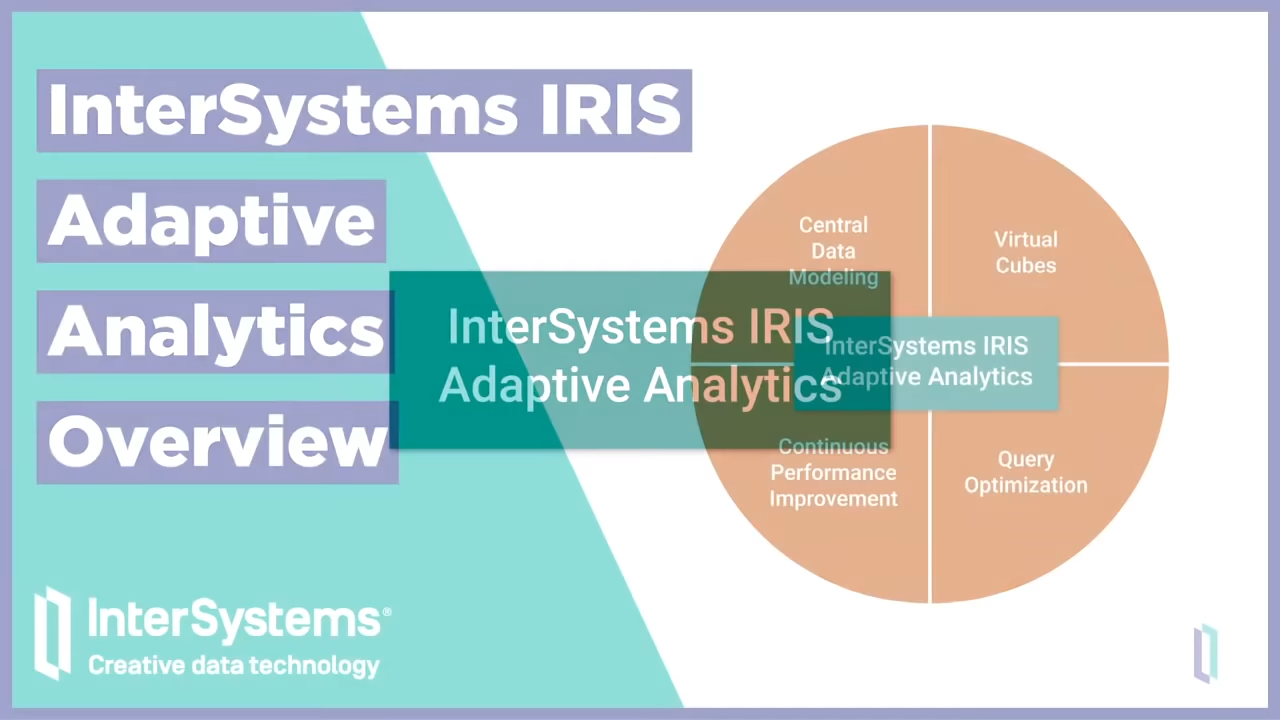 InterSystems IRIS
Adaptive
Analytics
Overview
InterSystems IRIS
Adaptive Analytics
Central
Data
Modeling
Virtual
Cubes
InterSystems IRIS
Adaptive Analytics
Continuous
Performance
Improvement
Query
Optimization
InterSystems®
Creative data technology